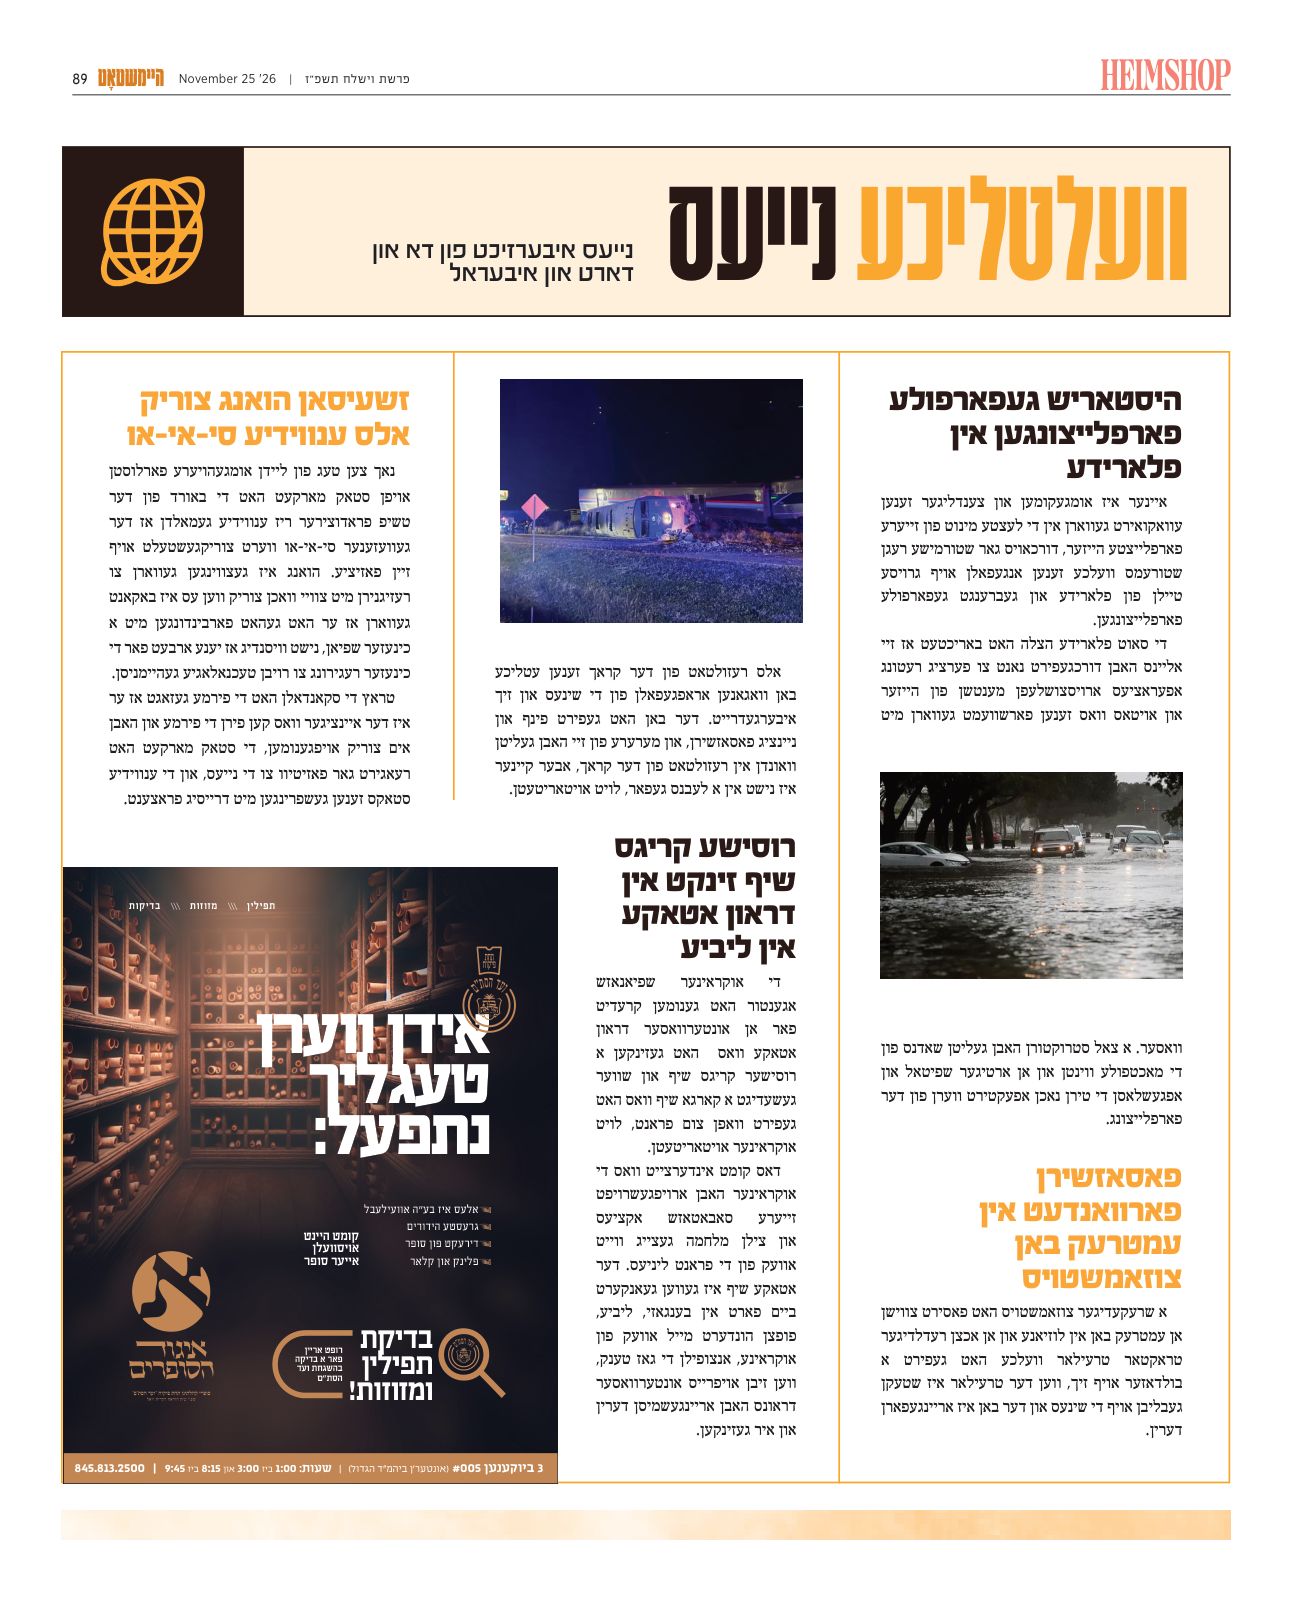 HEIMSHOP
פרשת וישלח תשפ״ז | November 25 '26 היימשטאָט 89
וועלטליכע נייעס
נייעס איבערזיכט פון דא און
דארט און איבעראל
היסטאריש געפארפולע
פארפלייצונגען אין
פלארידע
איינער איז אומגעקומען און צענדליגער זענען
עוואקואירט געווארן אין די לעצטע מינוט פון זייערע
פארפלייצטע הייזער, דורכאויס גאר שטורמישע רעגן
שטורעמס וועלכע זענען אנגעפאלן אויף גרויסע
טיילן פון פלארידע און געברענגט געפארפולע
פארפלייצונגען.
די סאוט פלארידע הצלה האט באריכטעט אז זיי
אליינס האבן דורכגעפירט נאנט צו פערציג רעטונג
אפעראציעס ארויסצושלעפן מענטשן פון הייזער
און אויטאס וואס זענען פארשוועמט געווארן מיט
וואסער. א צאל סטרוקטורן האבן געליטן שאדנס פון
די מאכטפולע ווינטן און אן ארטיגער שפיטאל און
אפגעשלאסן די טירן נאכן אפעקטירט ווערן פון דער
פארפלייצונג.
פאסאזשירן
פארוואונדעט אין
עמטרעק באן
צוזאמשטויס
א שרעקעדיגער צוזאמשטויס האט פאסירט צווישן
אן עמטרעק באן אין לוזיאנע און אן אכצן רעדלדיגער
טראקטאר טרעילאר וועלכע האט געפירט א
בולדאזער אויף זיך, ווען דער טרעילאר איז שטעקן
געבליבן אויף די שינעס און דער באן איז אריינגעפארן
דערין.
אלס רעזולטאט פון דער קראך זענען עטליכע
באן וואגאנען אראפגעפאלן פון די שינעס און זיך
איבערגעדרייט. דער באן האט געפירט פינף און
ניינציג פאסאזשירן, און מערערע פון זיי האבן געליטן
וואונדן אין רעזולטאט פון דער קראך, אבער קיינער
איז נישט אין א לעבנס געפאר, לויט אויטאריטעטן.
רוסישע קריגס
שיף זינקט אין
דראון אטאקע
אין ליביע
די אוקראינער שפיאנאזש
אגענטור האט גענומען קרעדיט
פאר אן אונטערוואסער דראון
אטאקע וואס האט געזינקען א
רוסישער קריגס שיף און שווער
געשעדיגט א קארגא שיף וואס האט
געפירט וואפן צום פראנט, לויט
אוקראינער אויטאריטעטן.
דאס קומט אינדערצייט וואס די
אוקראינער האבן ארויפגעשרויפט
זייערע סאבאטאזש אקציעס
און צילן מלחמה געצייג ווייט
אוועק פון די פראנט ליניעס. דער
אטאקע שיף איז געווען געאנקערט
ביים פארט אין בענגאזי, ליביע,
פופצן הונדערט מייל אוועק פון
אוקראינע, אנצופילן די גאז טענק,
ווען זיבן אויפרייס אונטערוואסער
דראונס האבן אריינגעשמיסן דערין
און איר געזינקען.
זשעיסאן הואנג צוריק
אלס ענווידיע סי-אי-או
נאך צען טעג פון ליידן אומגעהויערע פארלוסטן
אויפן סטאק מארקעט האט די באורד פון דער
טשיפ פראדוצירער ריז ענווידיע געמאלדן אז דער
געוועזענער סי-אי-או ווערט צוריקגעשטעלט אויף
זיין פאזיציע. הואנג איז געצווינגען געווארן צו
רעזיגנירן מיט צוויי וואכן צוריק ווען עס איז באקאנט
געווארן אז ער האט געהאט פארבינדונגען מיט א
כינעזער שפיאן, נישט וויסנדיג אז יענע ארבעט פאר די
כינעזער רעגירונג צו רויבן טעכנאלאגיע געהיימניסן.
טראץ די סקאנדאלן האט די פירמע געזאגט אז ער
איז דער איינציגער וואס קען פירן די פירמע און האבן
אים צוריק אויפגענומען, די סטאק מארקעט האט
רעאגירט גאר פאזיטיוו צו די נייעס, און די ענווידיע
סטאקס זענען געשפרינגען מיט דרייסיג פראצענט.
תפילין \\\ מזוזות \\\ בדיקות
תחת
פיקוח
ועד הסת״ם
אידן ווערן
טעגליך
נתפעל:
אלעס איז בע״ה אוועילעבל
גרעסטע הידורים
דירעקט פון סופר
פלינק און קלאר
קומט היינט
אויסוועלן
אייער סופר
איגוד
הסופרים
בדיקת
תפילין
ומזוזות!
רופט אריין
פאר א בדיקה
בהשגחת ועד
הסת״ם
3 ביוקענען #005 (אונטער׳ן ביהמ״ד הגדול) | שעות: 1:00 ביז 3:00 און 8:15 ביז 9:45 | 845.813.2500